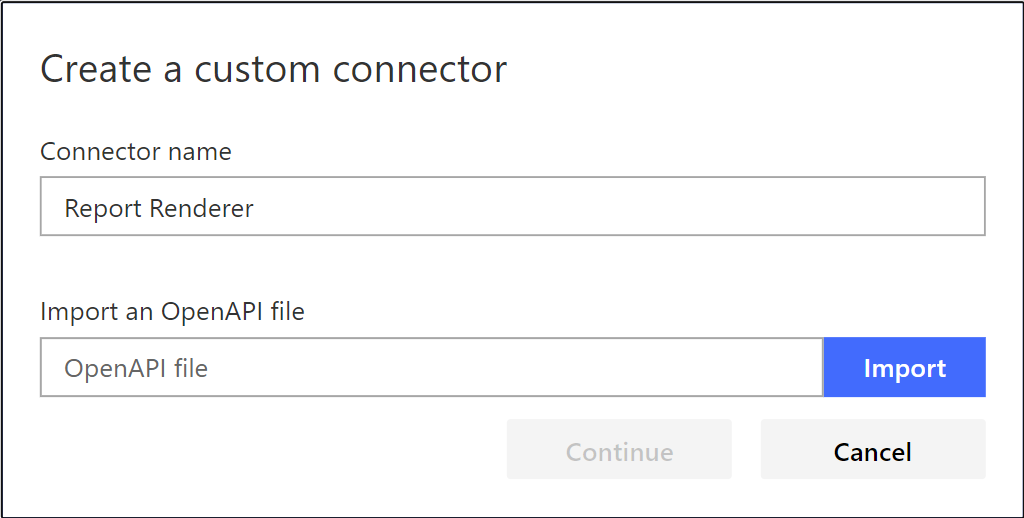 Create a custom connector
Connector name
Report Renderer
Import an OpenAPI file
OpenAPI file
Import
Continue
Cancel